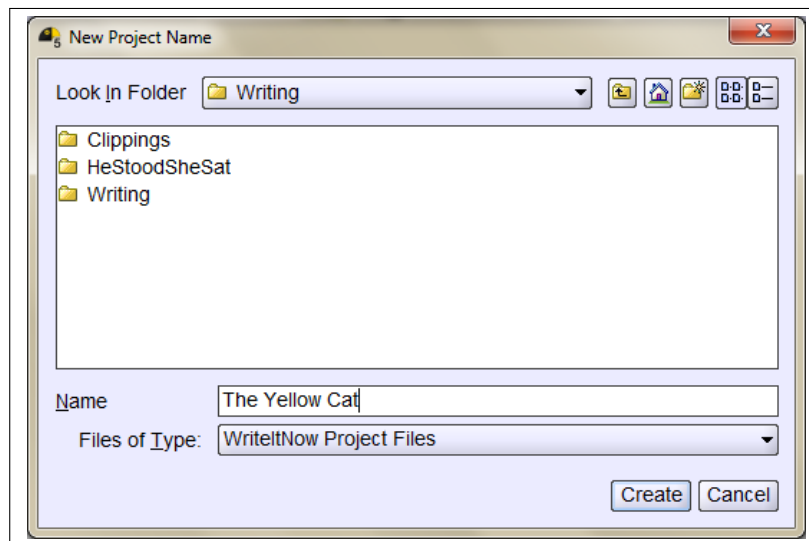 5 New Project Name X
Look In Folder Writing
Clippings
HeStoodSheSat
Writing
Name The Yellow Cat
Files of Type: WriteItNow Project Files
Create Cancel